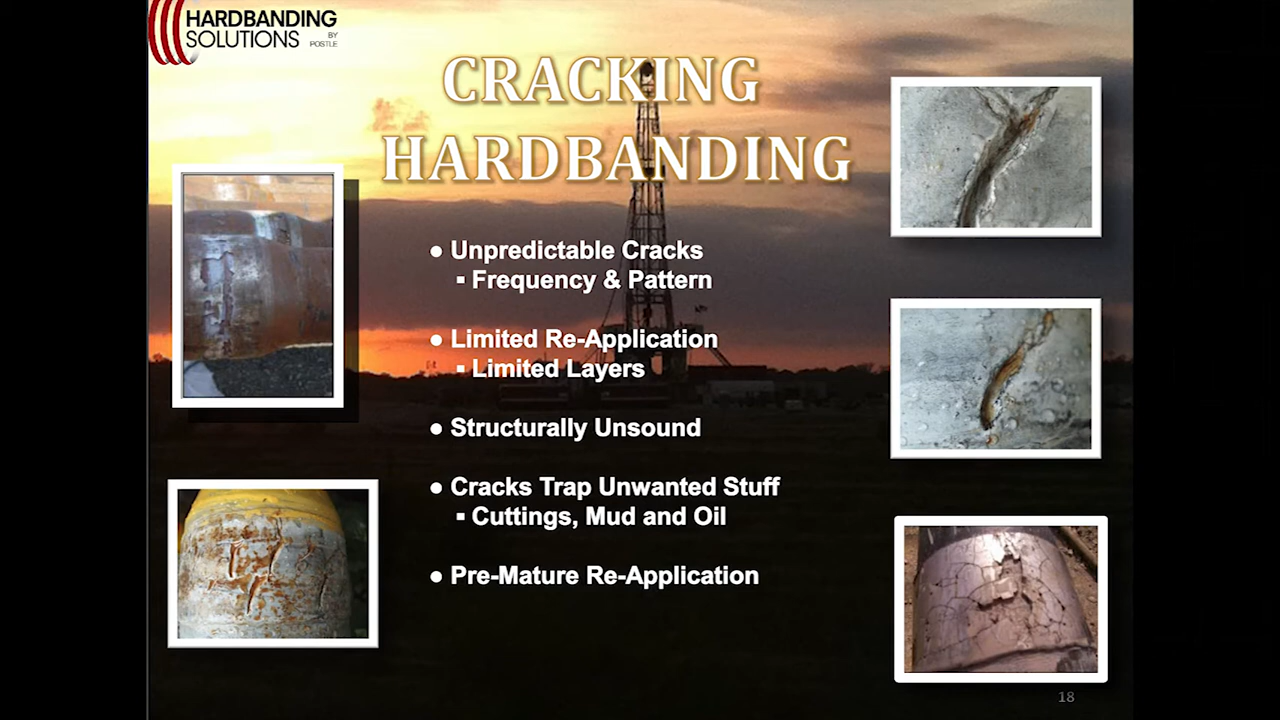 HARDBANDING
SOLUTIONS
BY
POSTLE
CRACKING
HARDBANDING
● Unpredictable Cracks
▪ Frequency & Pattern
● Limited Re-Application
▪ Limited Layers
● Structurally Unsound
● Cracks Trap Unwanted Stuff
▪ Cuttings, Mud and Oil
● Pre-Mature Re-Application
18